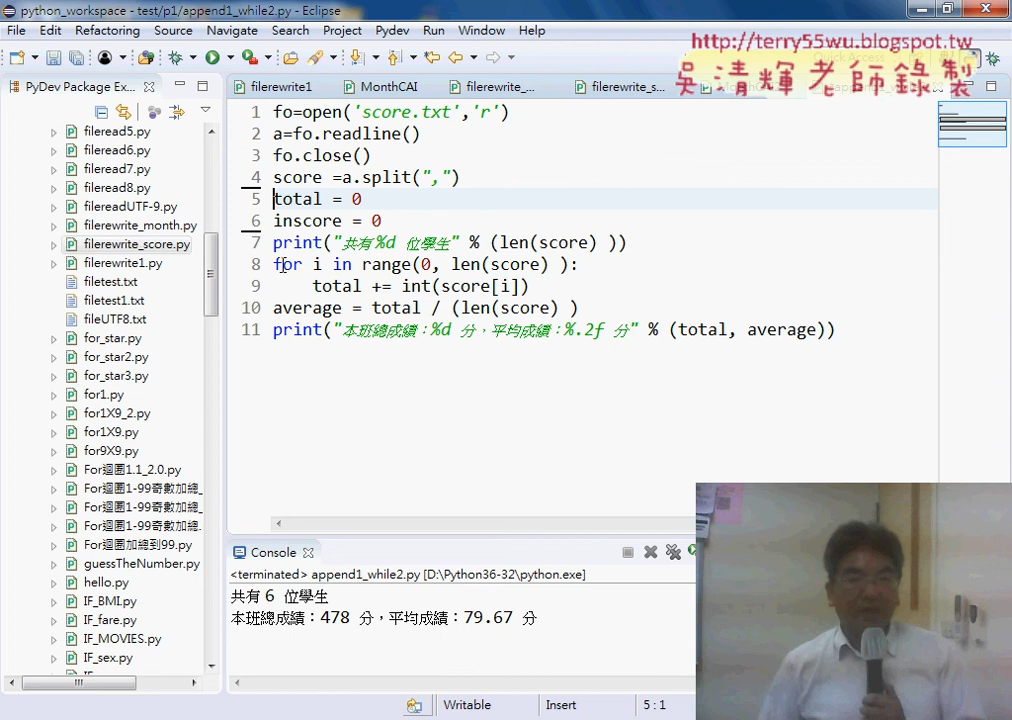 python_workspace - test/p1/append1_while2.py - Eclipse
File Edit Refactoring Source Navigate Search Project Pydev Run Window Help
http://terry55wu.blogspot.tw
吳清輝老師錄製
PyDev Package Ex...
filerewrite1 MonthCAI filerewrite_... filerewrite_s...
fileread5.py
fileread6.py
fileread7.py
fileread8.py
filereadUTF-9.py
filerewrite_month.py
filerewrite_score.py
filerewrite1.py
filetest.txt
filetest1.txt
fileUTF8.txt
for_star.py
for_star2.py
for_star3.py
for1.py
for1X9_2.py
for1X9.py
for9X9.py
For迴圈1.1_2.0.py
For迴圈1-99奇數加總_
For迴圈1-99奇數加總_
For迴圈1-99奇數加總.
For迴圈加總到99.py
guessTheNumber.py
hello.py
IF_BMI.py
IF_fare.py
IF_MOVIES.py
IF_sex.py
1 fo=open('score.txt','r')
2 a=fo.readline()
3 fo.close()
4 score =a.split(",")
5 total = 0
6 inscore = 0
7 print("共有%d 位學生" % (len(score) ))
8 for i in range(0, len(score) ):
9 total += int(score[i])
10 average = total / (len(score) )
11 print("本班總成績：%d 分，平均成績：%.2f 分" % (total, average))
Console
<terminated> append1_while2.py [D:\Python36-32\python.exe]
共有 6 位學生
本班總成績：478 分，平均成績：79.67 分
Writable Insert 5 : 1